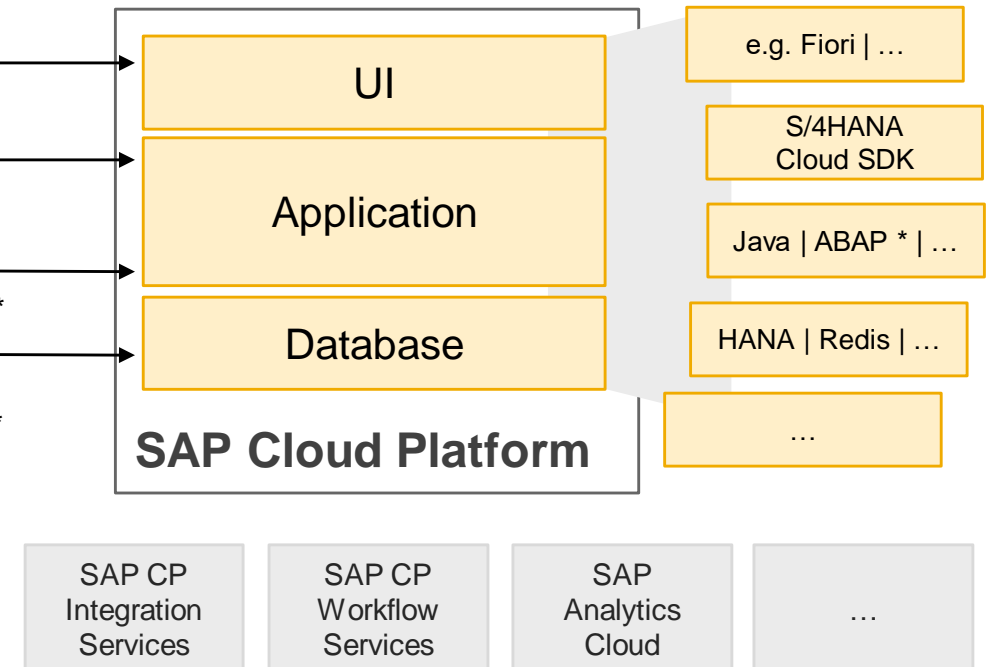 UI
e.g. Fiori | …
S/4HANA
Cloud SDK
Application
Java | ABAP * | …
*
Database
HANA | Redis | …
*
SAP Cloud Platform
…
SAP CP
Integration
Services
SAP CP
Workflow
Services
SAP
Analytics
Cloud
…